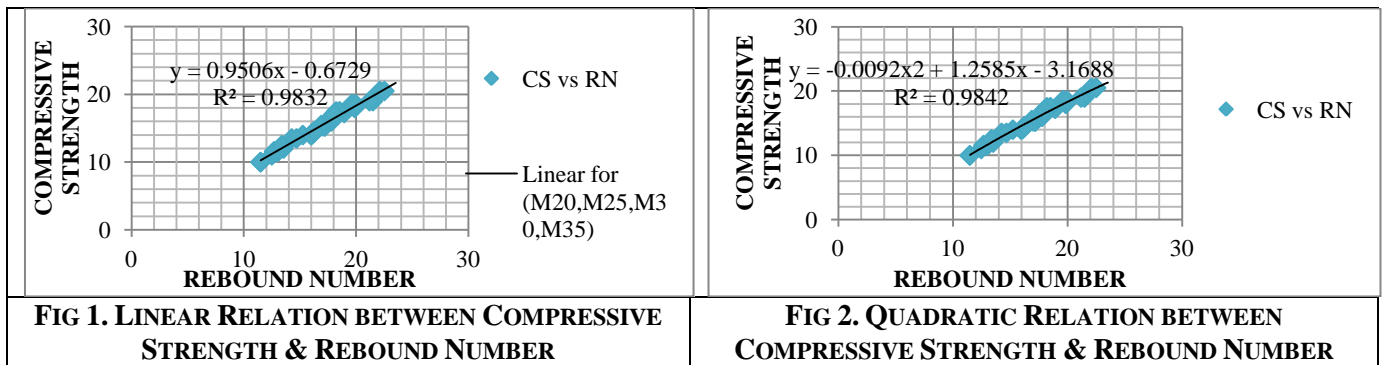 30
20
10
0
0 10 20 30
COMPRESSIVE
STRENGTH
REBOUND NUMBER
y = 0.9506x - 0.6729
R² = 0.9832
CS vs RN
Linear for
(M20,M25,M3
0,M35)
FIG 1. LINEAR RELATION BETWEEN COMPRESSIVE
STRENGTH & REBOUND NUMBER
30
20
10
0
0 10 20 30
COMPRESSIVE
STRENGTH
REBOUND NUMBER
y = -0.0092x2 + 1.2585x - 3.1688
R² = 0.9842
CS vs RN
FIG 2. QUADRATIC RELATION BETWEEN
COMPRESSIVE STRENGTH & REBOUND NUMBER